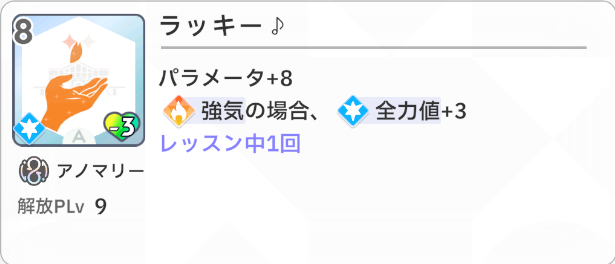 8
ラッキー♪
パラメータ+8
強気の場合、全力値+3
レッスン中1回
-3
A
アノマリー
解放PLv 9